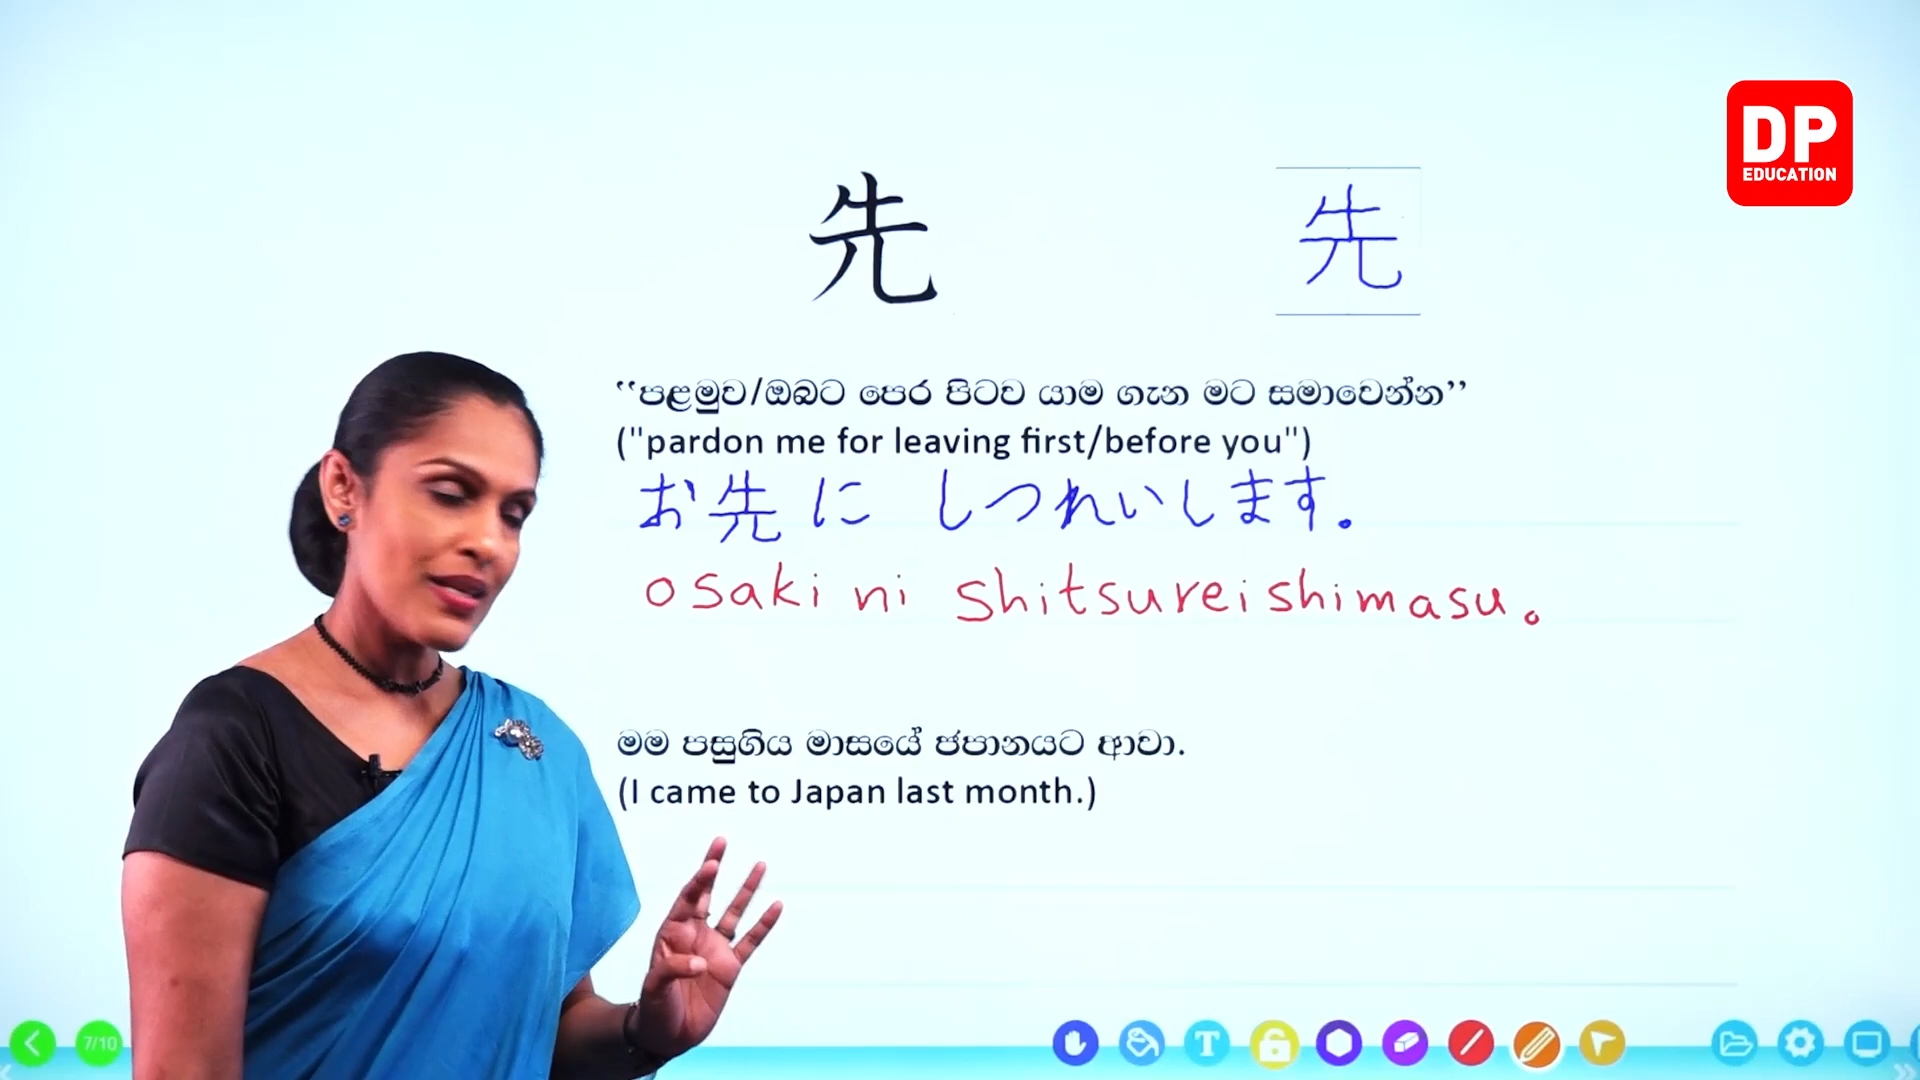 DP
EDUCATION
先 先
“පළමුව/ඔබට පෙර පිටව යාම ගැන මට සමාවෙන්න”
("pardon me for leaving first/before you")
お先に しつれいします。
osaki ni shitsureishimasu。
මම පසුගිය මාසයේ ජපානයට ආවා.
(I came to Japan last month.)
7/10
T